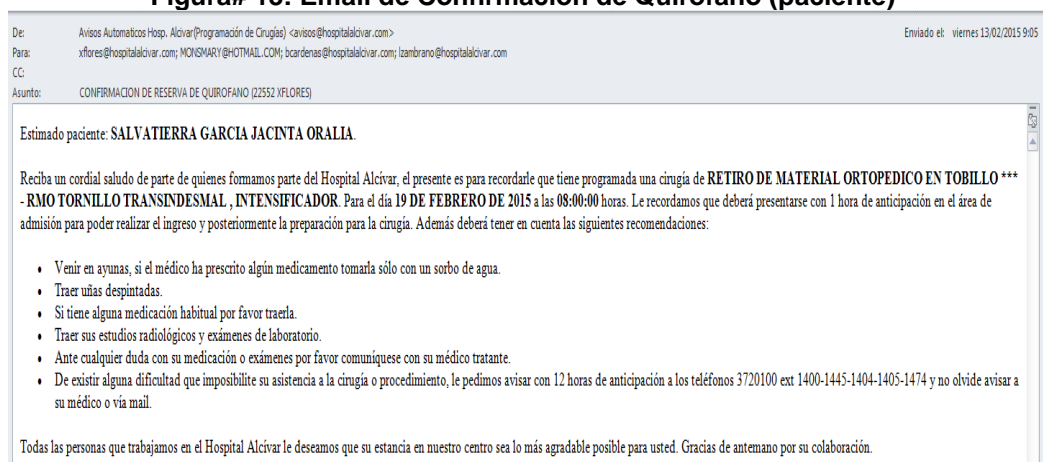 Figura# 15: Email de Confirmación de Quirófano (paciente)
De: Avisos Automaticos Hosp. Alcivar(Programación de Cirugías) <avisos@hospitalalcivar.com> Enviado el: viernes 13/02/2015 9:05
Para: xflores@hospitalalcivar.com; MONSMARY@HOTMAIL.COM; bcardenas@hospitalalcivar.com; lzambrano@hospitalalcivar.com
CC:
Asunto: CONFIRMACION DE RESERVA DE QUIROFANO (22552 XFLORES)
Estimado paciente: SALVATIERRA GARCIA JACINTA ORALIA.
Reciba un cordial saludo de parte de quienes formamos parte del Hospital Alcívar, el presente es para recordarle que tiene programada una cirugía de RETIRO DE MATERIAL ORTOPEDICO EN TOBILLO ***
- RMO TORNILLO TRANSINDESMAL , INTENSIFICADOR. Para el día 19 DE FEBRERO DE 2015 a las 08:00:00 horas. Le recordamos que deberá presentarse con 1 hora de anticipación en el área de
admisión para poder realizar el ingreso y posteriormente la preparación para la cirugía. Además deberá tener en cuenta las siguientes recomendaciones:
• Venir en ayunas, si el médico ha prescrito algún medicamento tomarla sólo con un sorbo de agua.
• Traer uñas despintadas.
• Si tiene alguna medicación habitual por favor traerla.
• Traer sus estudios radiológicos y exámenes de laboratorio.
• Ante cualquier duda con su medicación o exámenes por favor comuníquese con su médico tratante.
• De existir alguna dificultad que imposibilite su asistencia a la cirugía o procedimiento, le pedimos avisar con 12 horas de anticipación a los teléfonos 3720100 ext 1400-1445-1404-1405-1474 y no olvide avisar a
su médico o vía mail.
Todas las personas que trabajamos en el Hospital Alcívar le deseamos que su estancia en nuestro centro sea lo más agradable posible para usted. Gracias de antemano por su colaboración.